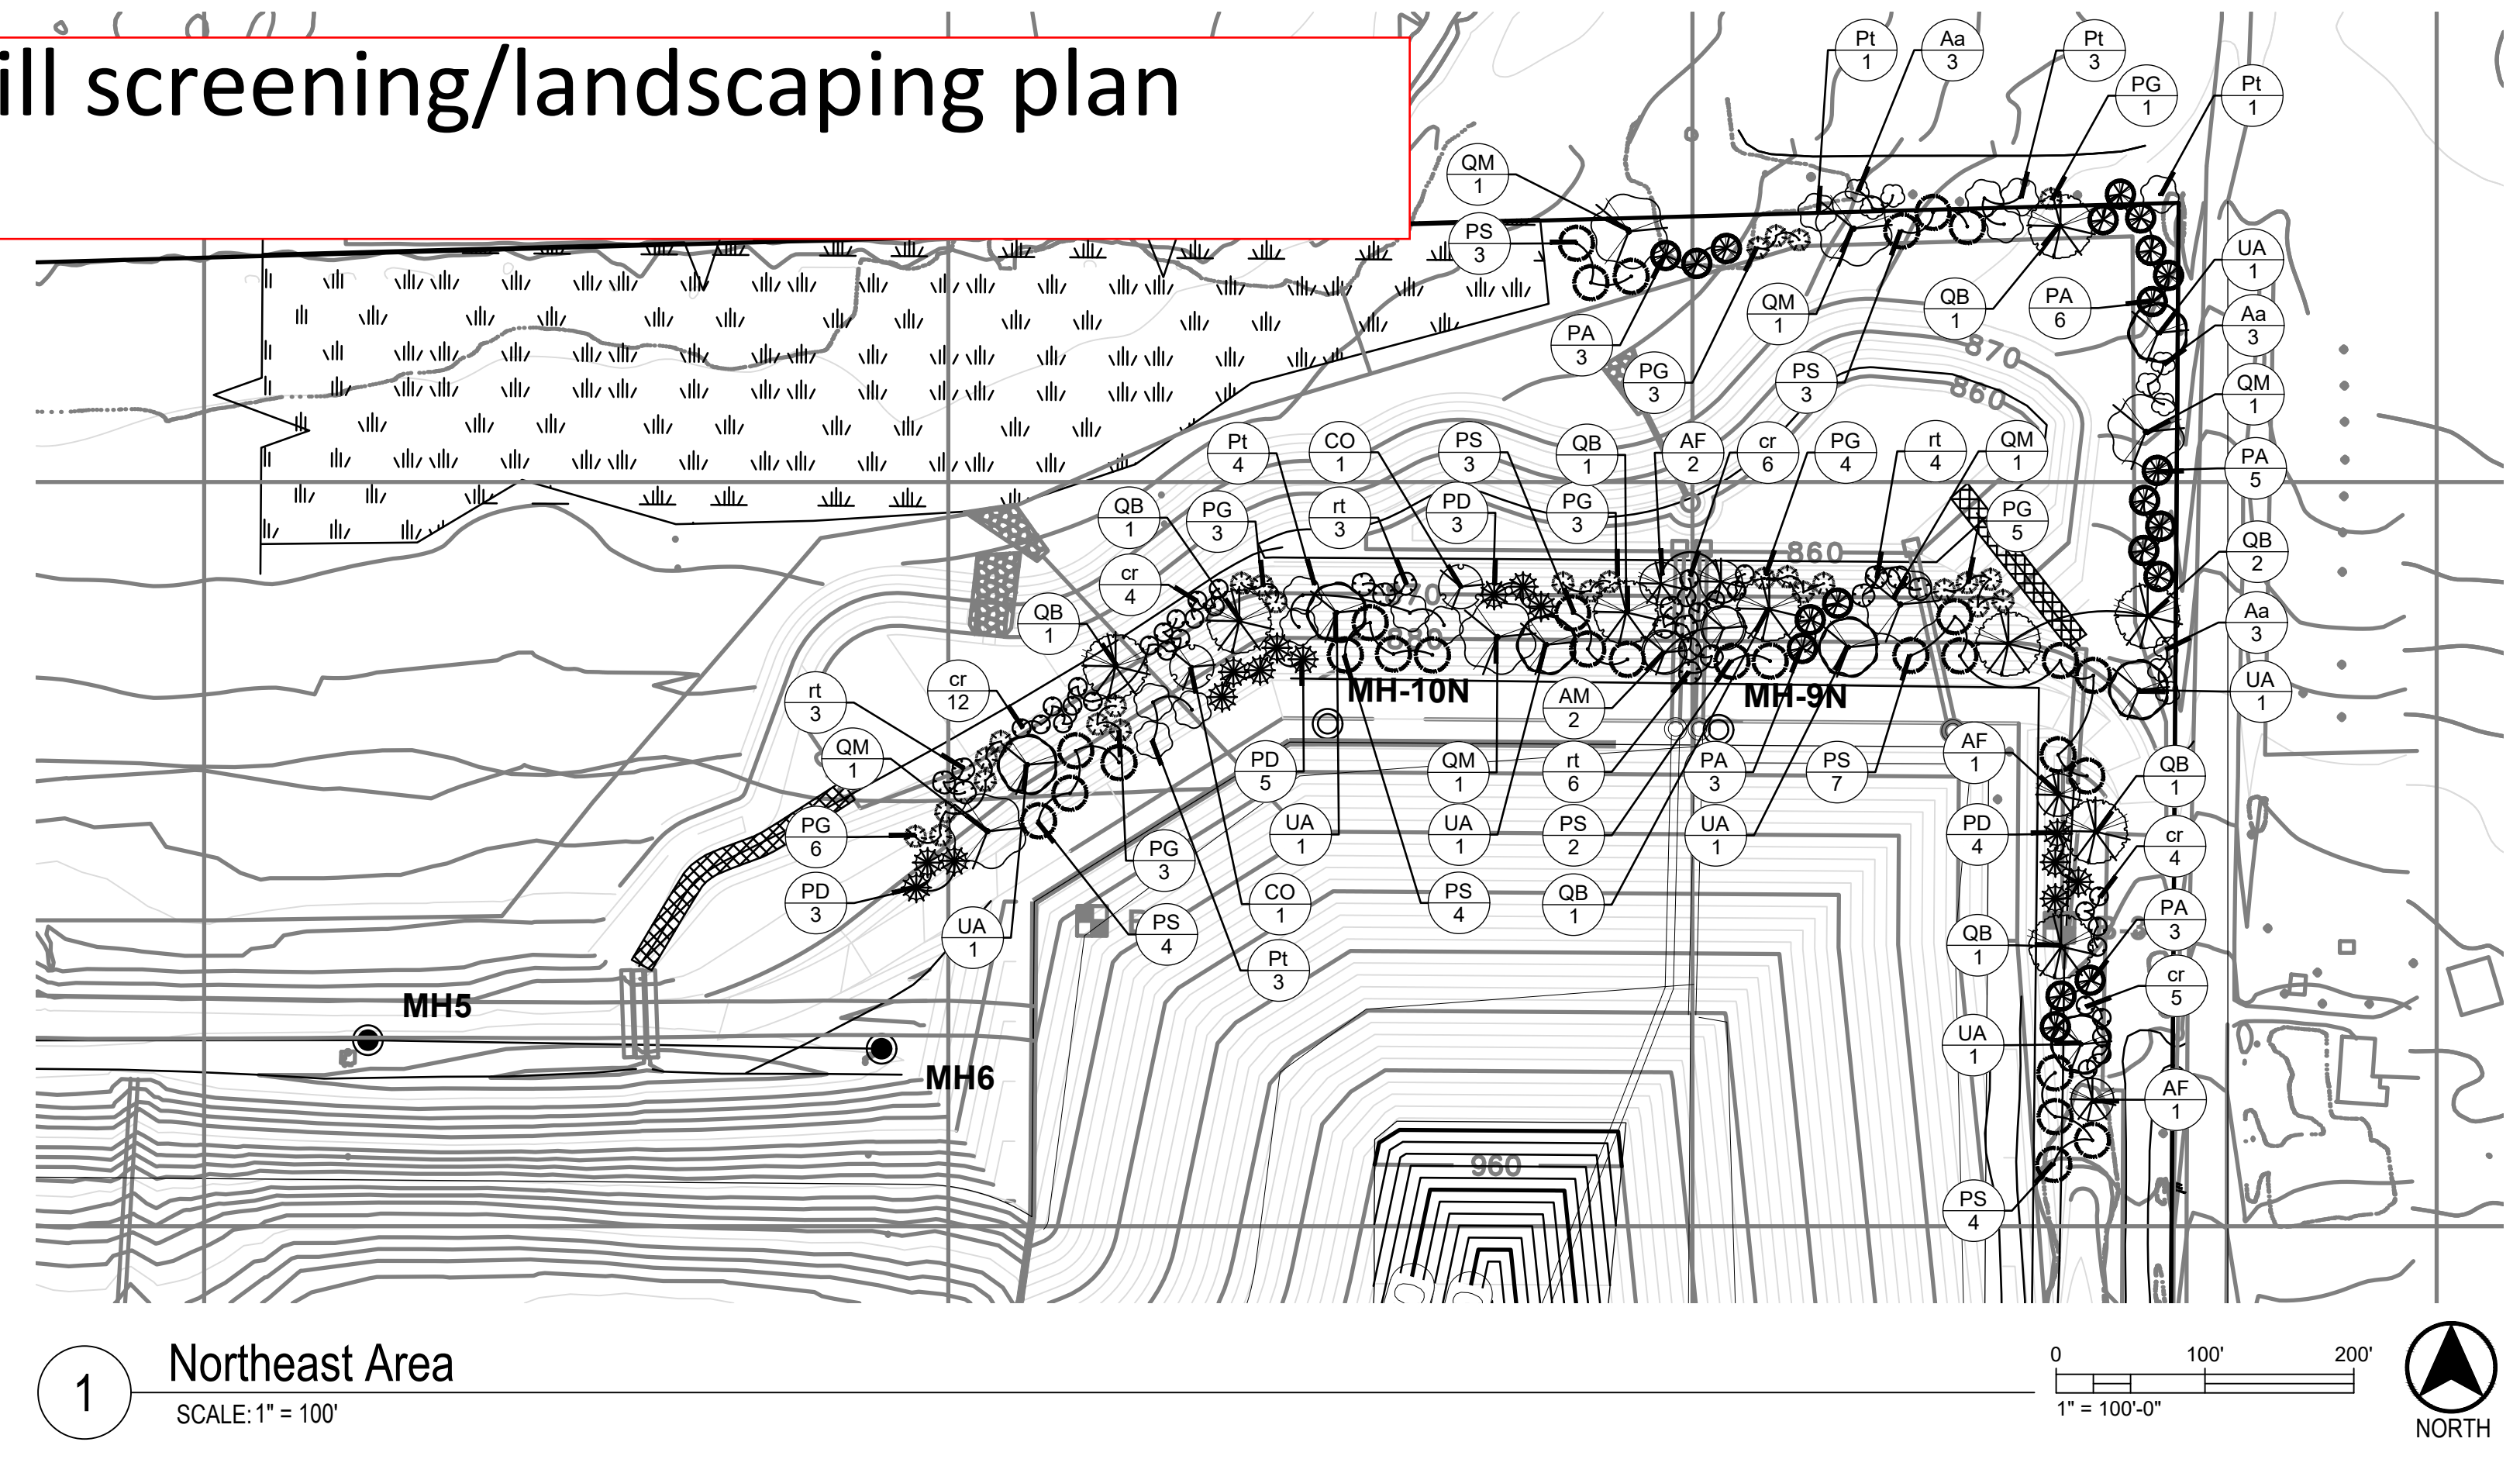 ill screening/landscaping plan
Pt
1
Aa
3
Pt
3
PG
1
Pt
1
QM
1
PS
3
UA
1
QM
1
QB
1
PA
6
Aa
3
PA
3
870
PG
3
PS
3
860
QM
1
Pt
4
CO
1
PS
3
QB
1
AF
2
cr
6
PG
4
rt
4
QM
1
PA
5
QB
1
PG
3
rt
3
PD
3
PG
3
PG
5
860
QB
2
cr
4
QB
1
880
Aa
3
rt
3
cr
12
MH-10N
AM
2
MH-9N
UA
1
QM
1
PD
5
QM
1
rt
6
PA
3
PS
7
AF
1
QB
1
PG
6
PG
3
UA
1
UA
1
PS
2
UA
1
PD
4
cr
4
PD
3
CO
1
PS
4
QB
1
PA
3
UA
1
PS
4
QB
1
Pt
3
cr
5
MH5
UA
1
MH6
AF
1
960
PS
4
1
Northeast Area
SCALE: 1" = 100'
0 100' 200'
1" = 100'-0"
NORTH